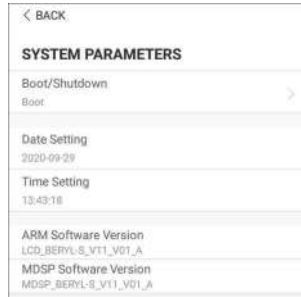 < BACK
SYSTEM PARAMETERS
Boot/Shutdown
Boot
Date Setting
2020-09-29
Time Setting
13:43:18
ARM Software Version
LCD_BERYL-S_V11_V01_A
MDSP Software Version
MDSP_BERYL-S_V11_V01_A